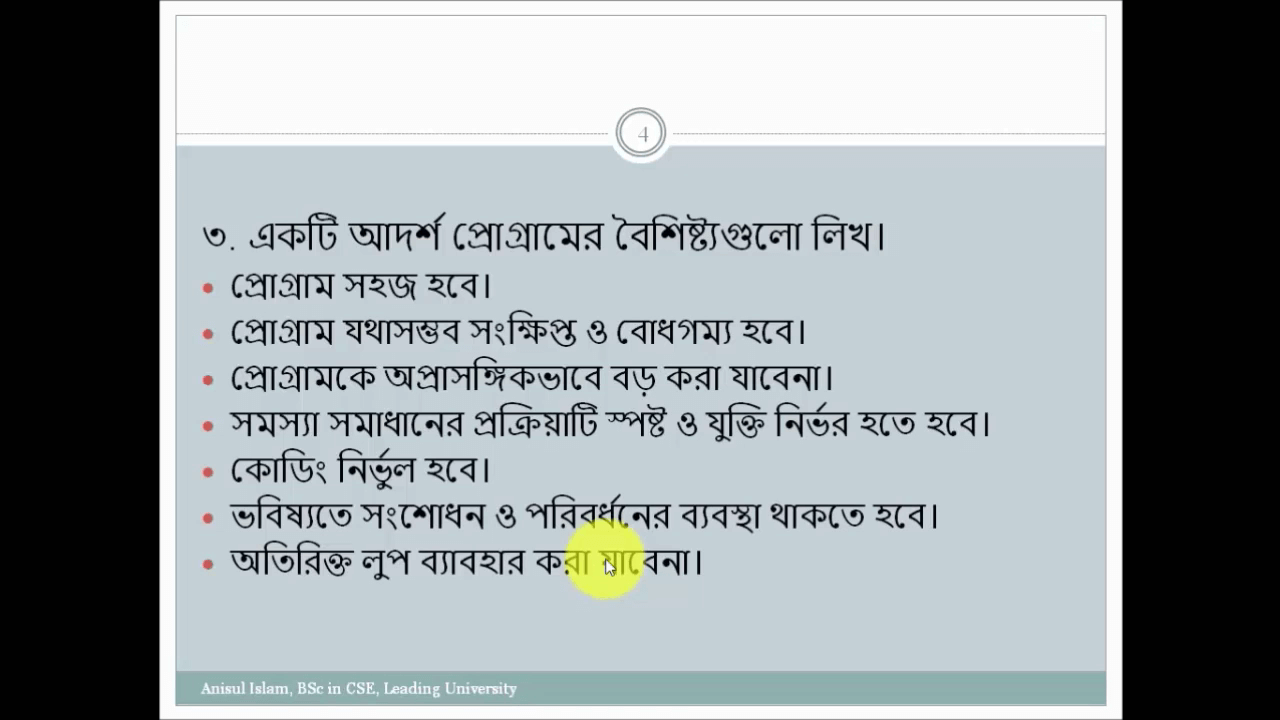 4
৩. একটি আদর্শ প্রোগ্রামের বৈশিষ্ট্যগুলো লিখ।
• প্রোগ্রাম সহজ হবে।
• প্রোগ্রাম যথাসম্ভব সংক্ষিপ্ত ও বোধগম্য হবে।
• প্রোগ্রামকে অপ্রাসঙ্গিকভাবে বড় করা যাবেনা।
• সমস্যা সমাধানের প্রক্রিয়াটি স্পষ্ট ও যুক্তি নির্ভর হতে হবে।
• কোডিং নির্ভুল হবে।
• ভবিষ্যতে সংশোধন ও পরিবর্ধনের ব্যবস্থা থাকতে হবে।
• অতিরিক্ত লুপ ব্যাবহার করা যাবেনা।
Anisul Islam, BSc in CSE, Leading University